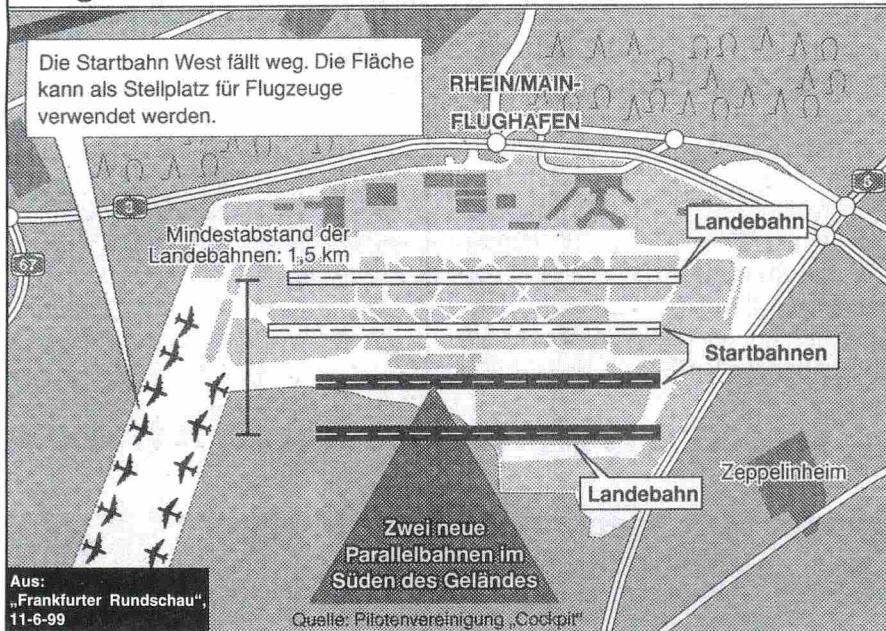 Die Startbahn West fällt weg. Die Fläche
kann als Stellplatz für Flugzeuge
verwendet werden.
RHEIN/MAIN-
FLUGHAFEN
Mindestabstand der
Landebahnen: 1,5 km
Landebahn
Startbahnen
Landebahn
Zeppelinheim
Zwei neue
Parallelbahnen im
Süden des Geländes
Aus:
„Frankfurter Rundschau“,
11-6-99
Quelle: Pilotenvereinigung „Cockpit“
67